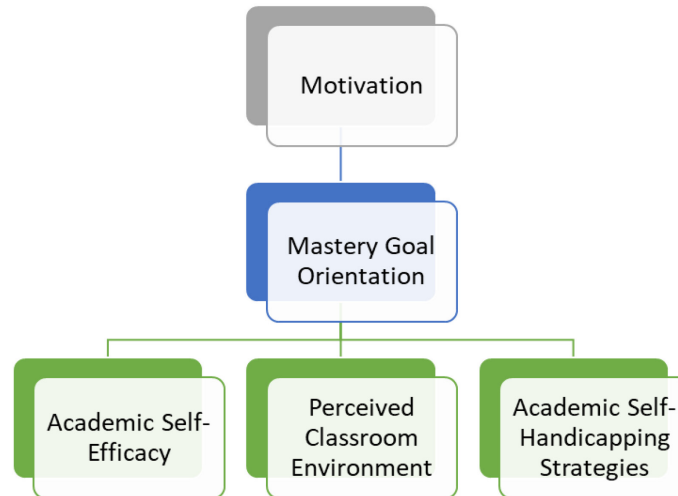 Motivation
Mastery Goal
Orientation
Academic Self-
Efficacy
Perceived
Classroom
Environment
Academic Self-
Handicapping
Strategies